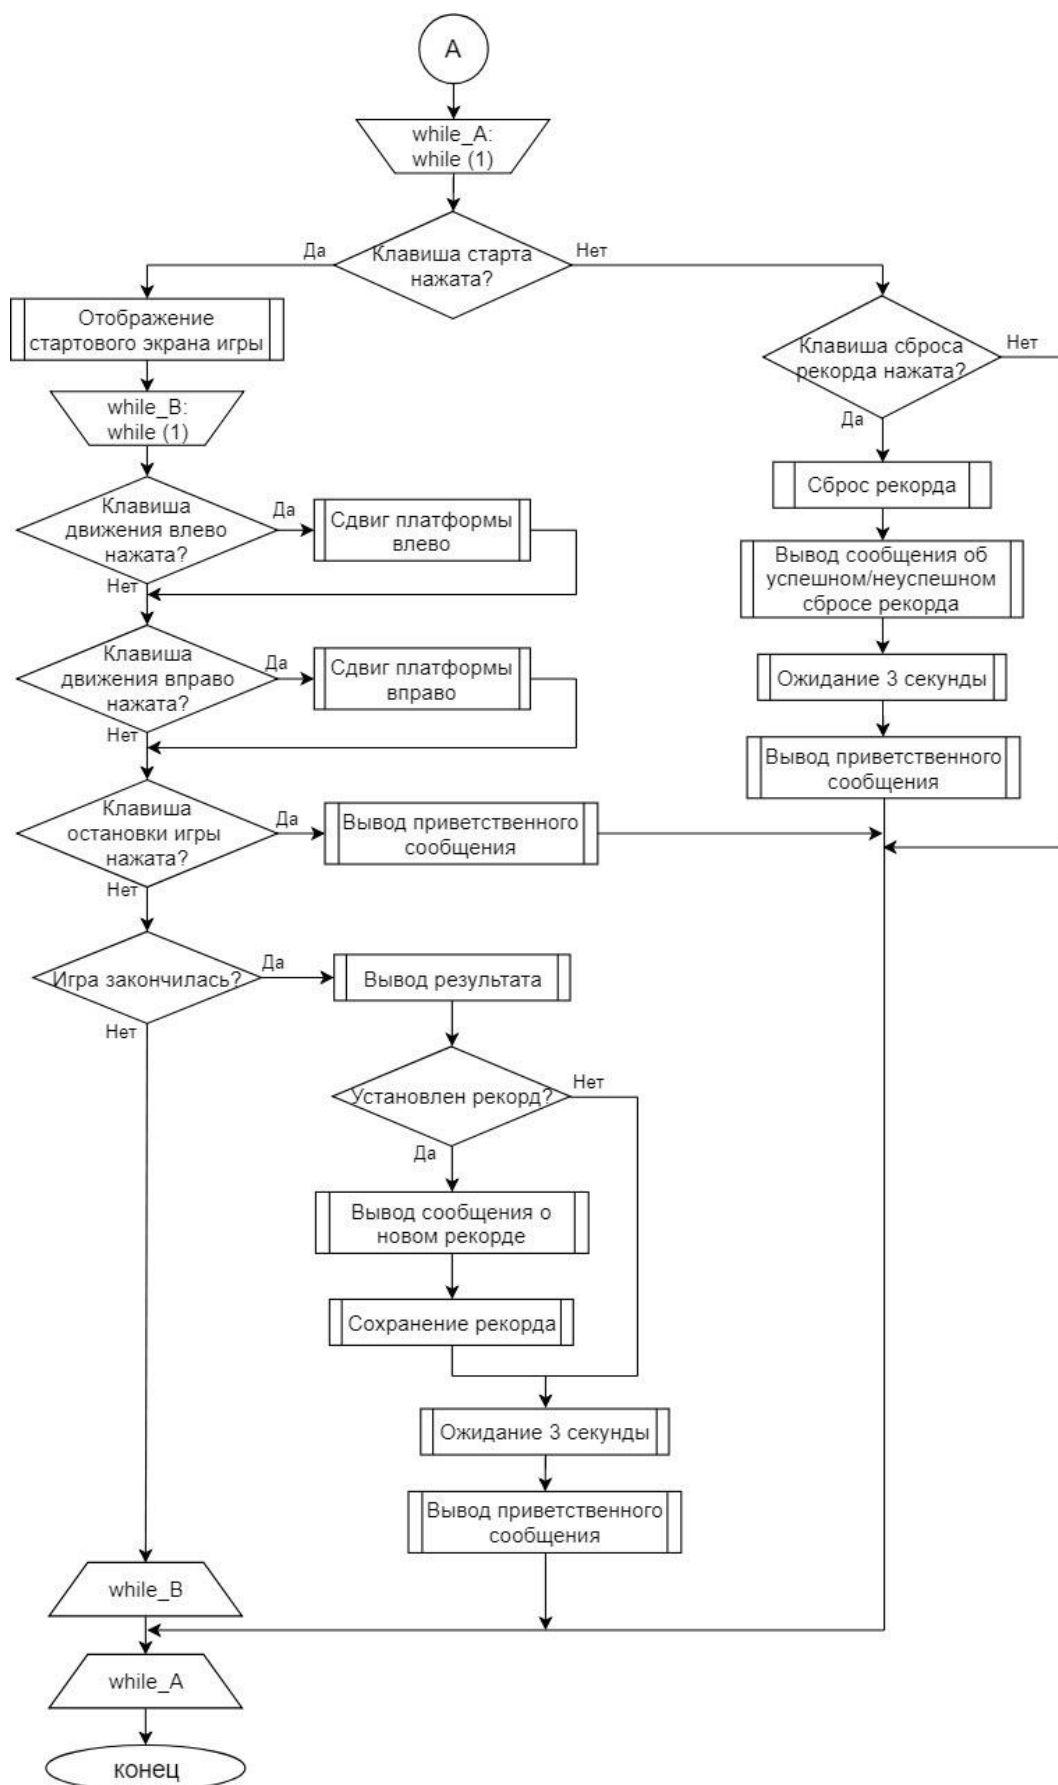 A
while_A:
while (1)
Да
Клавиша старта
нажата?
Нет
Отображение
стартового экрана игры
Клавиша сброса
рекорда нажата?
Нет
Да
while_B:
while (1)
Клавиша
движения влево
нажата?
Да
Сдвиг платформы
влево
Нет
Сброс рекорда
Вывод сообщения об
успешном/неуспешном
сбросе рекорда
Клавиша
движения вправо
нажата?
Да
Сдвиг платформы
вправо
Нет
Ожидание 3 секунды
Вывод приветственного
сообщения
Клавиша
остановки игры
нажата?
Да
Вывод приветственного
сообщения
Нет
Игра закончилась?
Да
Вывод результата
Нет
Установлен рекорд?
Нет
Да
Вывод сообщения о
новом рекорде
Сохранение рекорда
Ожидание 3 секунды
Вывод приветственного
сообщения
while_B
while_A
конец